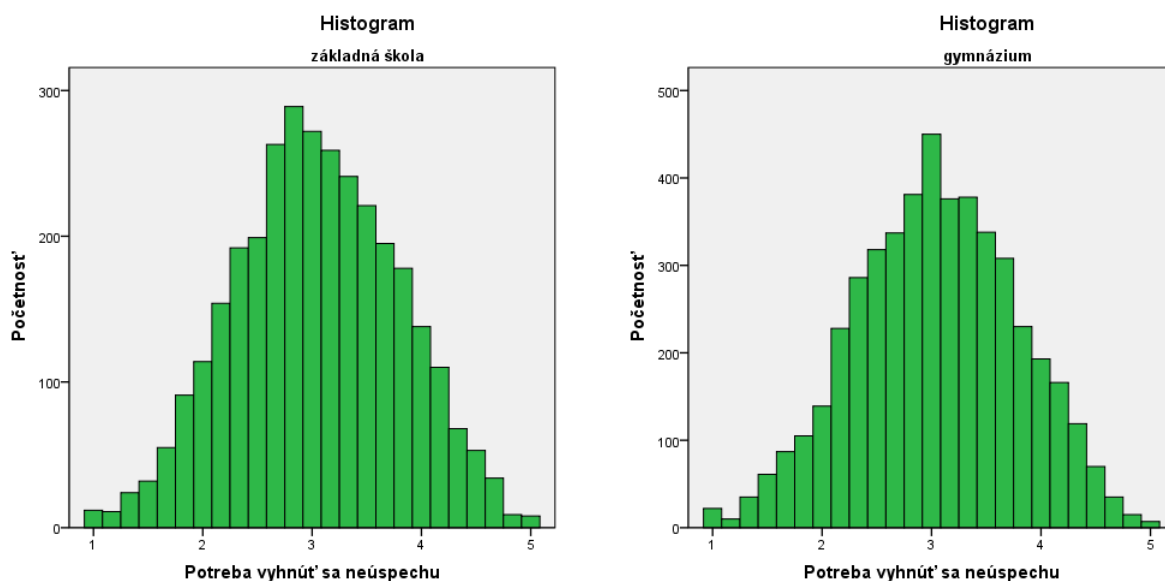 Histogram
základná škola
300
200
100
0
1 2 3 4 5
Početnosť
Potreba vyhnúť sa neúspechu
Histogram
gymnázium
500
400
300
200
100
0
1 2 3 4 5
Početnosť
Potreba vyhnúť sa neúspechu